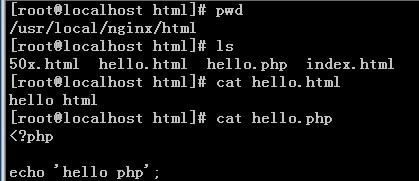 [root@localhost html]# pwd
/usr/local/nginx/html
[root@localhost html]# ls
50x.html  hello.html  hello.php  index.html
[root@localhost html]# cat hello.html
hello html
[root@localhost html]# cat hello.php
<?php

echo 'hello php';